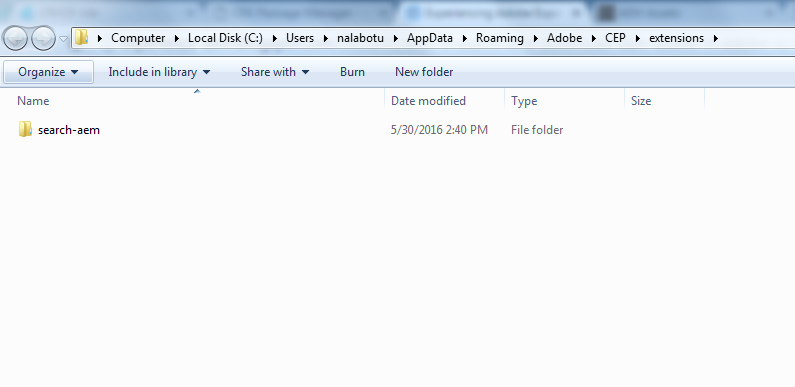 Computer Local Disk (C:) Users nalabotu AppData Roaming Adobe CEP extensions
Organize Include in library Share with Burn New folder
Name Date modified Type Size
search-aem 5/30/2016 2:40 PM File folder